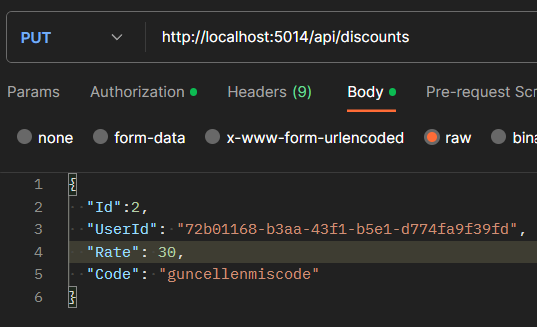 PUT http://localhost:5014/api/discounts
Params Authorization Headers (9) Body Pre-request Scr
none form-data x-www-form-urlencoded raw bina
1 {
2 "Id":2,
3 "UserId": "72b01168-b3aa-43f1-b5e1-d774fa9f39fd",
4 "Rate": 30,
5 "Code": "guncellenmiscode"
6 }